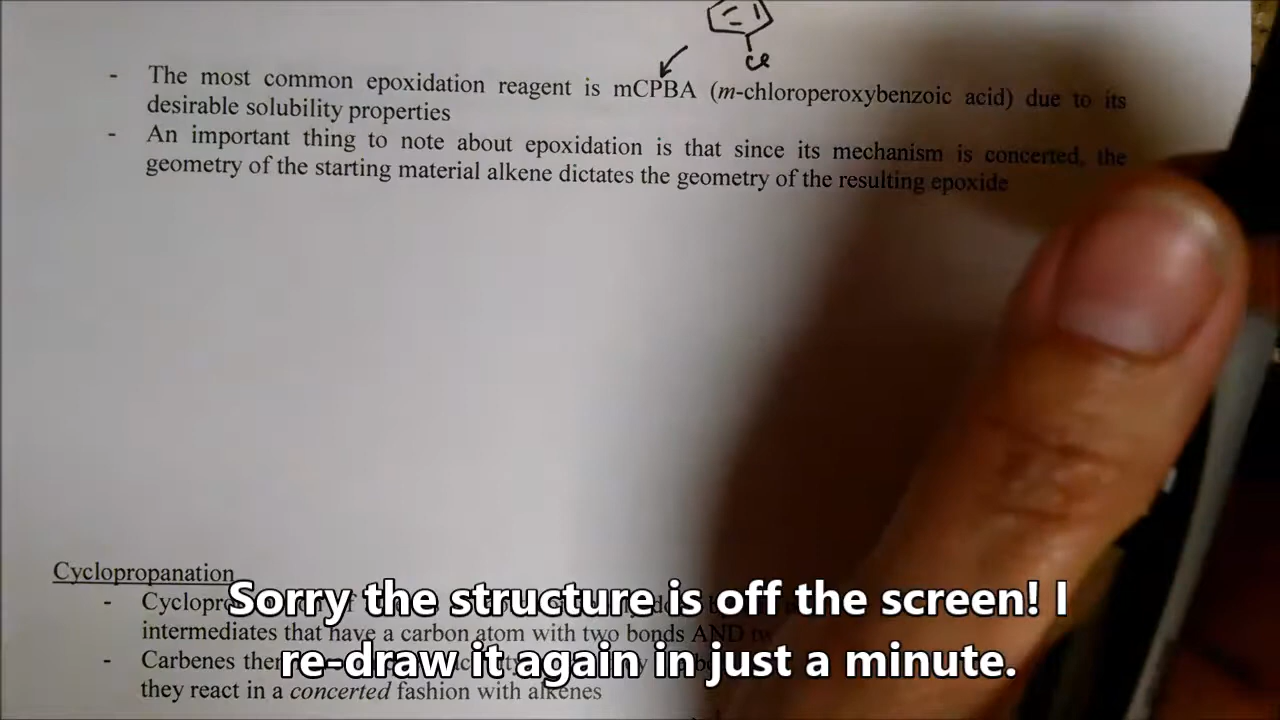 Cl
- The most common epoxidation reagent is mCPBA (m-chloroperoxybenzoic acid) due to its
desirable solubility properties
- An important thing to note about epoxidation is that since its mechanism is concerted, the
geometry of the starting material alkene dictates the geometry of the resulting epoxide
Cyclopropanation
-
intermediates that have a carbon atom with two bonds AND
- Carbenes
they react in a concerted fashion with alkenes
Sorry the structure is off the screen! I
re-draw it again in just a minute.